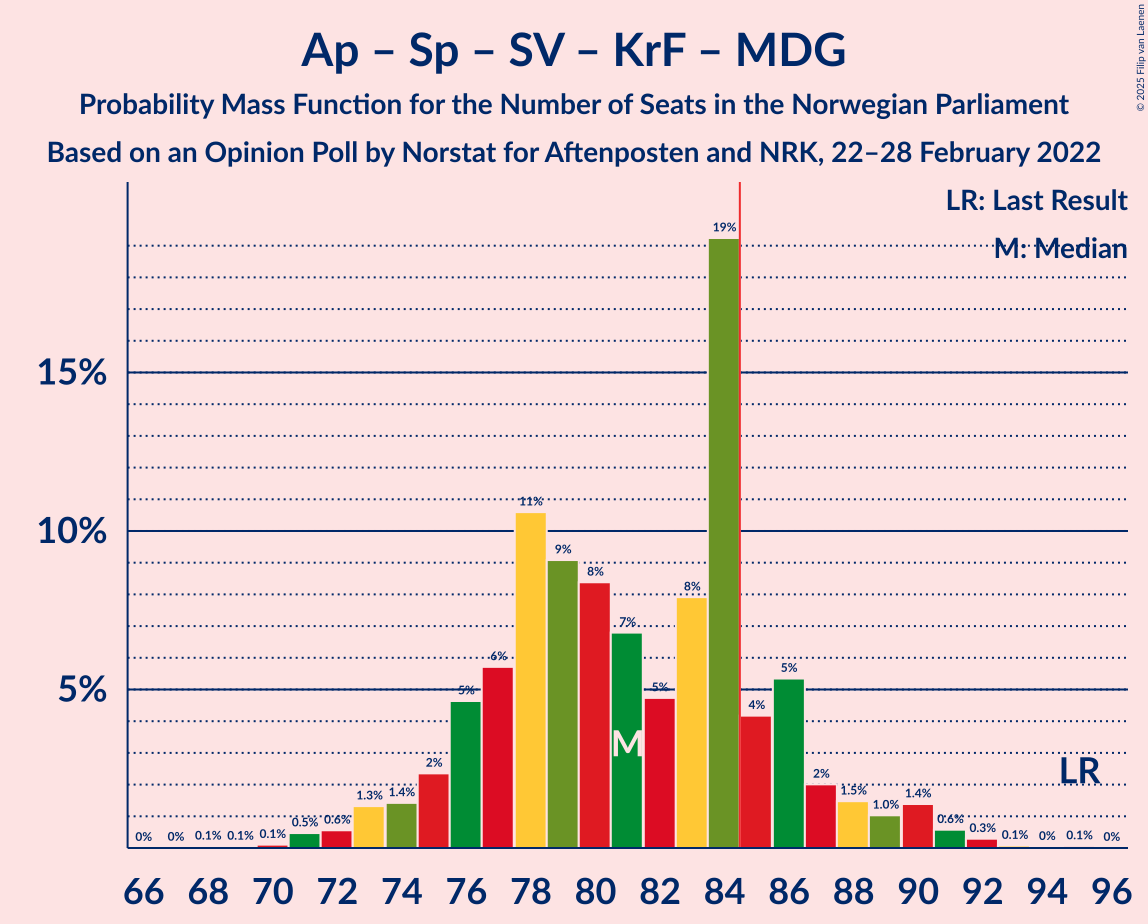 Ap – Sp – SV – KrF – MDG
Probability Mass Function for the Number of Seats in the Norwegian Parliament
Based on an Opinion Poll by Norstat for Aftenposten and NRK, 22–28 February 2022
© 2025 Filip van Laenen
LR: Last Result
M: Median
15%
10%
5%
0% 0% 0.1% 0.1% 0.1% 0.5% 0.6% 1.3% 1.4% 2% 5% 6% 11% 9% 8% 7% 5% 8% 19% 4% 5% 2% 1.5% 1.0% 1.4% 0.6% 0.3% 0.1% 0% 0.1% 0%
M
LR
66 68 70 72 74 76 78 80 82 84 86 88 90 92 94 96